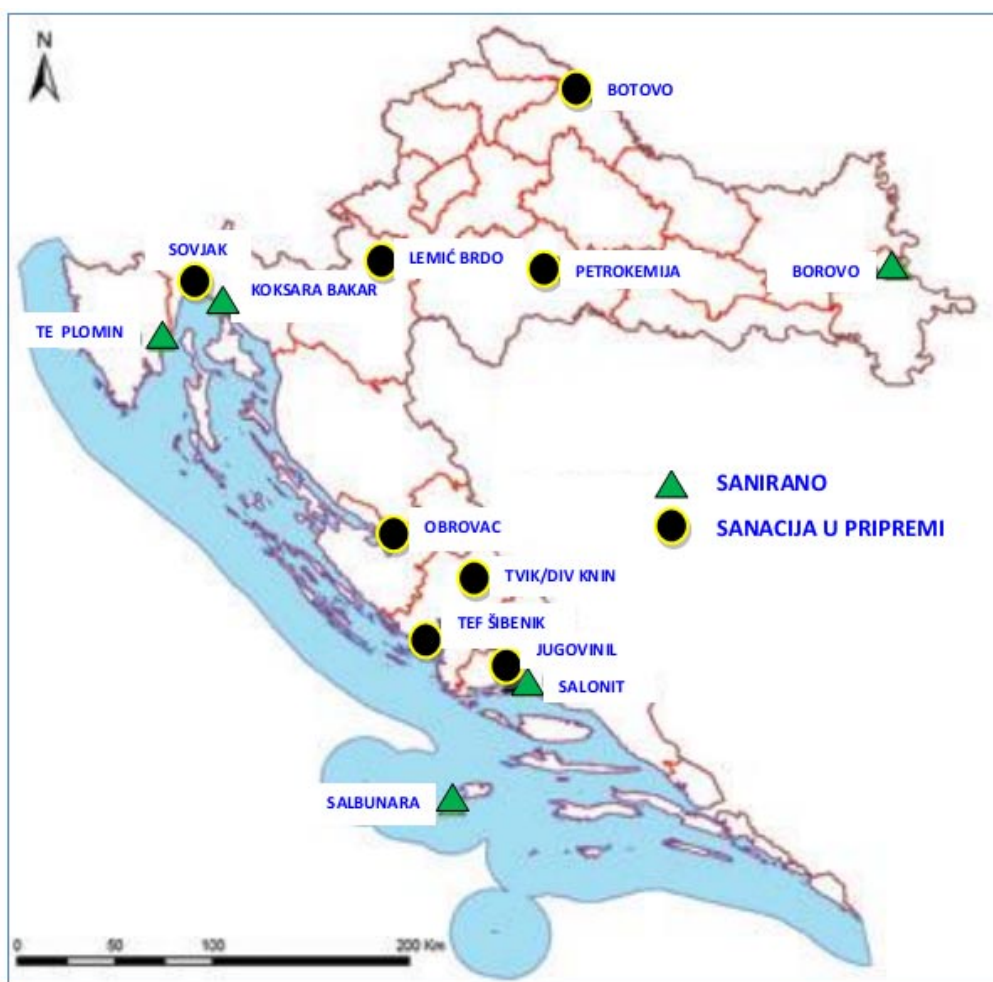 N
BOTOVO
SOVJAK
LEMIĆ BRDO
PETROKEMIJA
BOROVO
KOKSARA BAKAR
TE PLOMIN
SANIRANO
SANACIJA U PRIPREMI
OBROVAC
TVIK/DIV KNIN
TEF ŠIBENIK
JUGOVINIL
SALONIT
SALBUNARA
0 50 100 200 Km